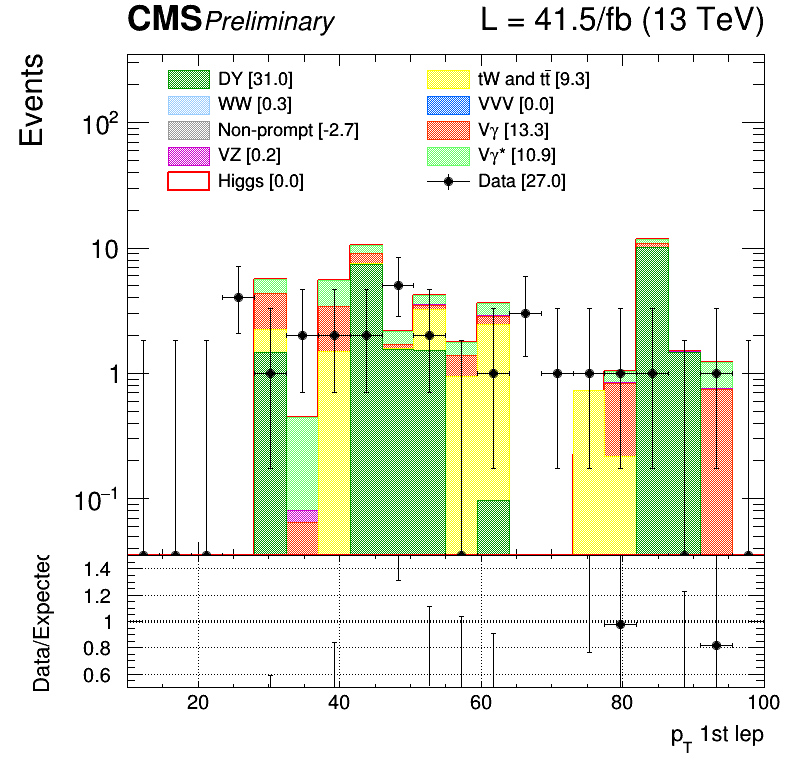 CMS Preliminary L = 41.5/fb (13 TeV)
Events
DY [31.0] tW and tt̄ [9.3]
WW [0.3] VVV [0.0]
Non-prompt [-2.7] Vγ [13.3]
VZ [0.2] Vγ* [10.9]
Higgs [0.0] Data [27.0]
10²
10
1
10⁻¹
Data/Expected
1.4
1.2
1
0.8
0.6
20 40 60 80 100
p_T 1st lep